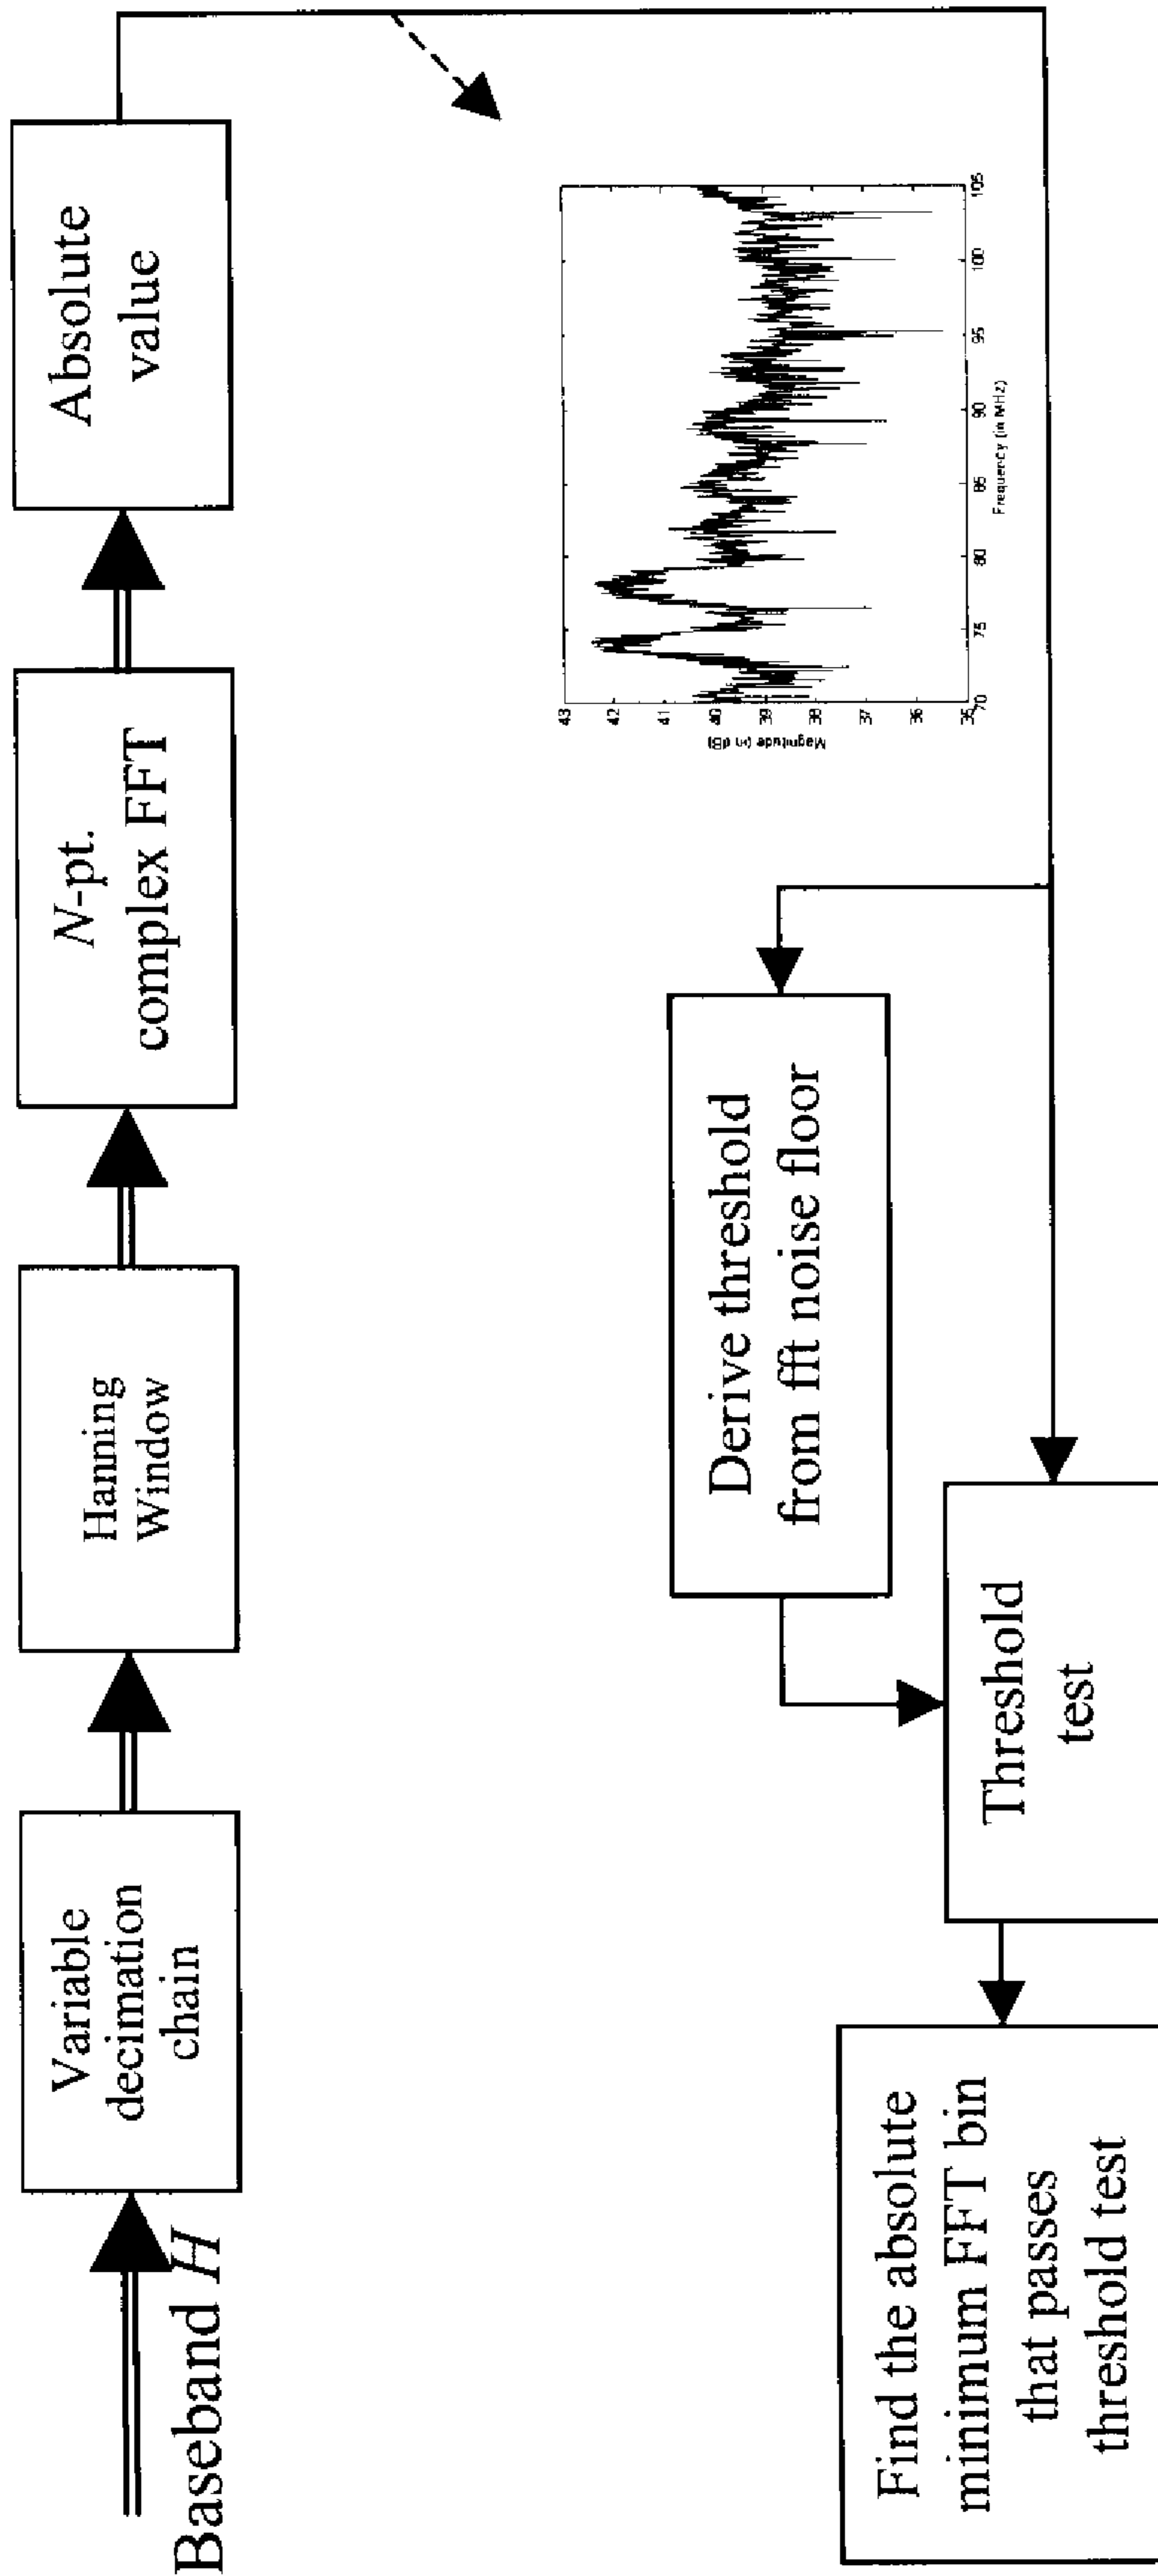 Baseband H
Variable
decimation
chain
Hanning
Window
N-pt.
complex FFT
Absolute
value
43
42
41
40
39
38
37
36
35
Magnitude (in dB)
70
75
80
85
90
95
100
105
Frequency (in MHz)
Derive threshold
from fft noise floor
Threshold
test
Find the absolute
minimum FFT bin
that passes
threshold test